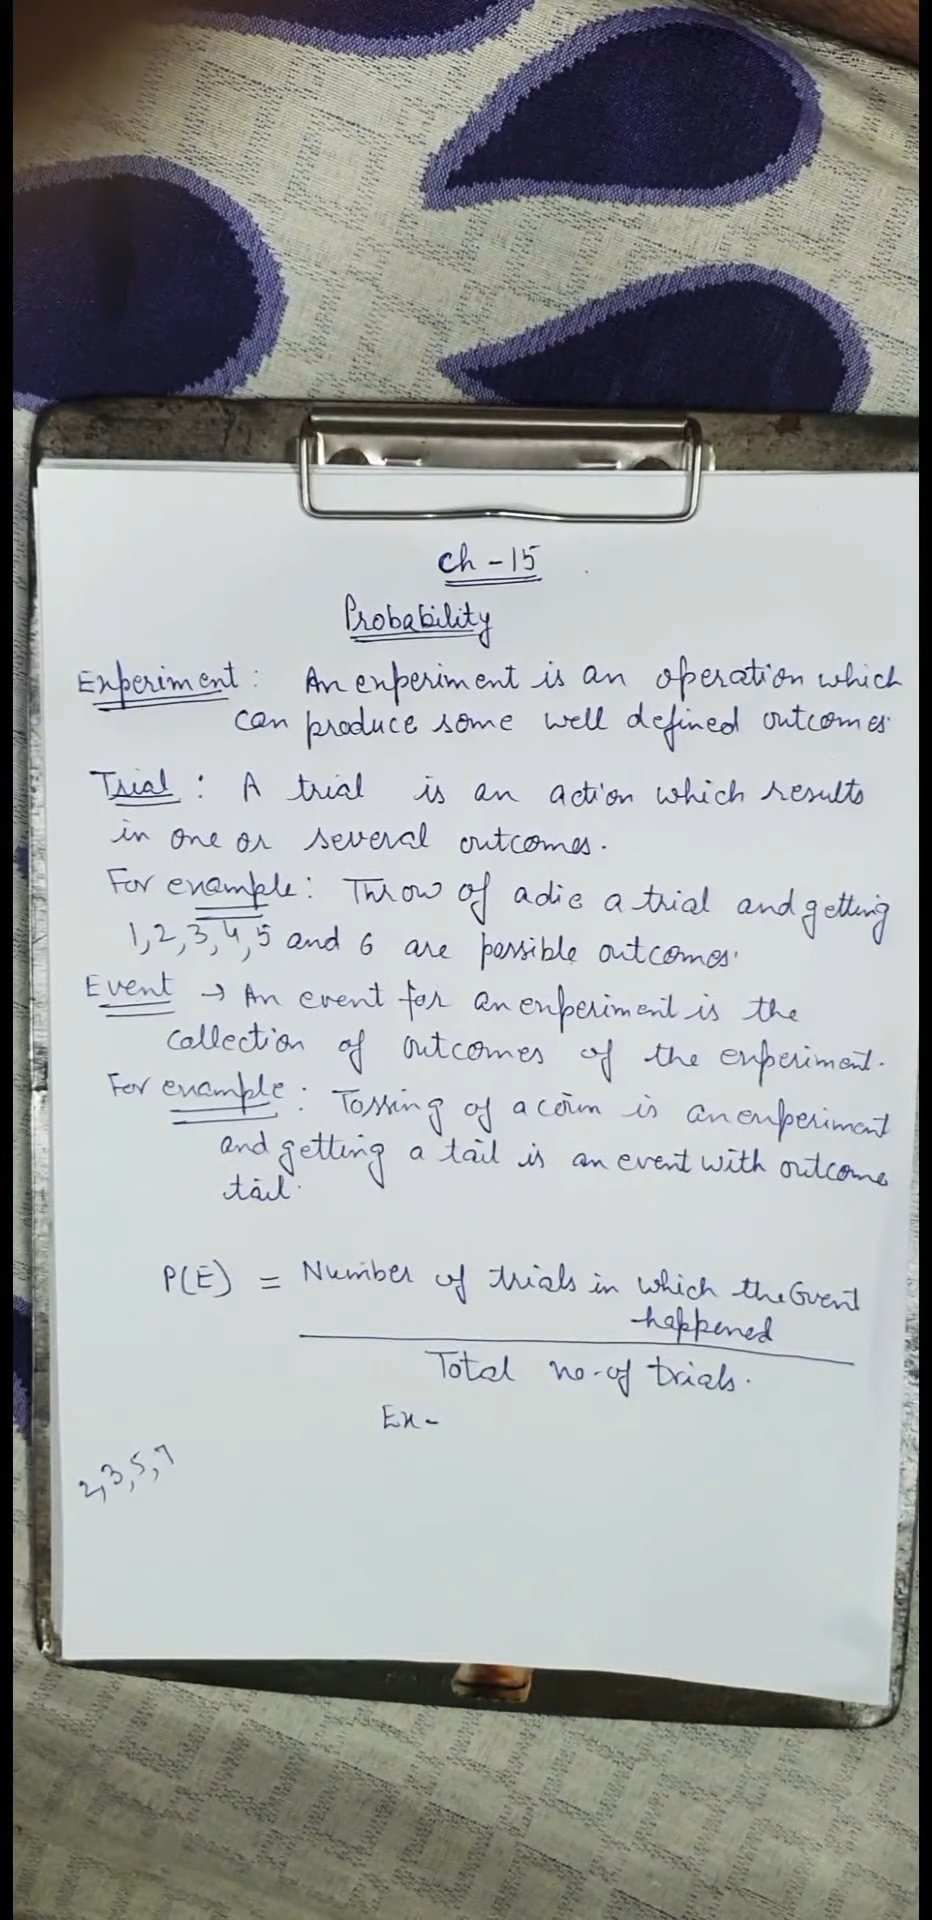 Ch - 15
Probability
Experiment : An experiment is an operation which
can produce some well defined outcomes.
Trial : A trial is an action which results
in one or several outcomes.
For example : Throw of a die a trial and getting
1,2,3,4,5 and 6 are possible outcomes.
Event → An event for an experiment is the
collection of outcomes of the experiment.
For example : Tossing of a coin is an experiment
and getting a tail is an event with outcome
tail.
P(E) = Number of trials in which the Event
happened
Total no. of trials.
Ex -
2,3,5,7